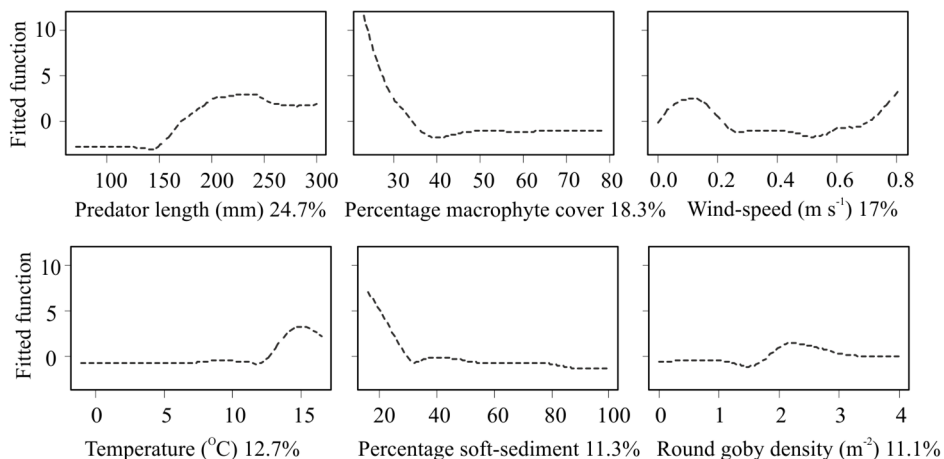 Fitted function
10
5
0
100 150 200 250 300
Predator length (mm) 24.7%
30 40 50 60 70 80
Percentage macrophyte cover 18.3%
0.0 0.2 0.4 0.6 0.8
Wind-speed (m s⁻¹) 17%
Fitted function
10
5
0
0 5 10 15
Temperature (°C) 12.7%
20 40 60 80 100
Percentage soft-sediment 11.3%
0 1 2 3 4
Round goby density (m⁻²) 11.1%